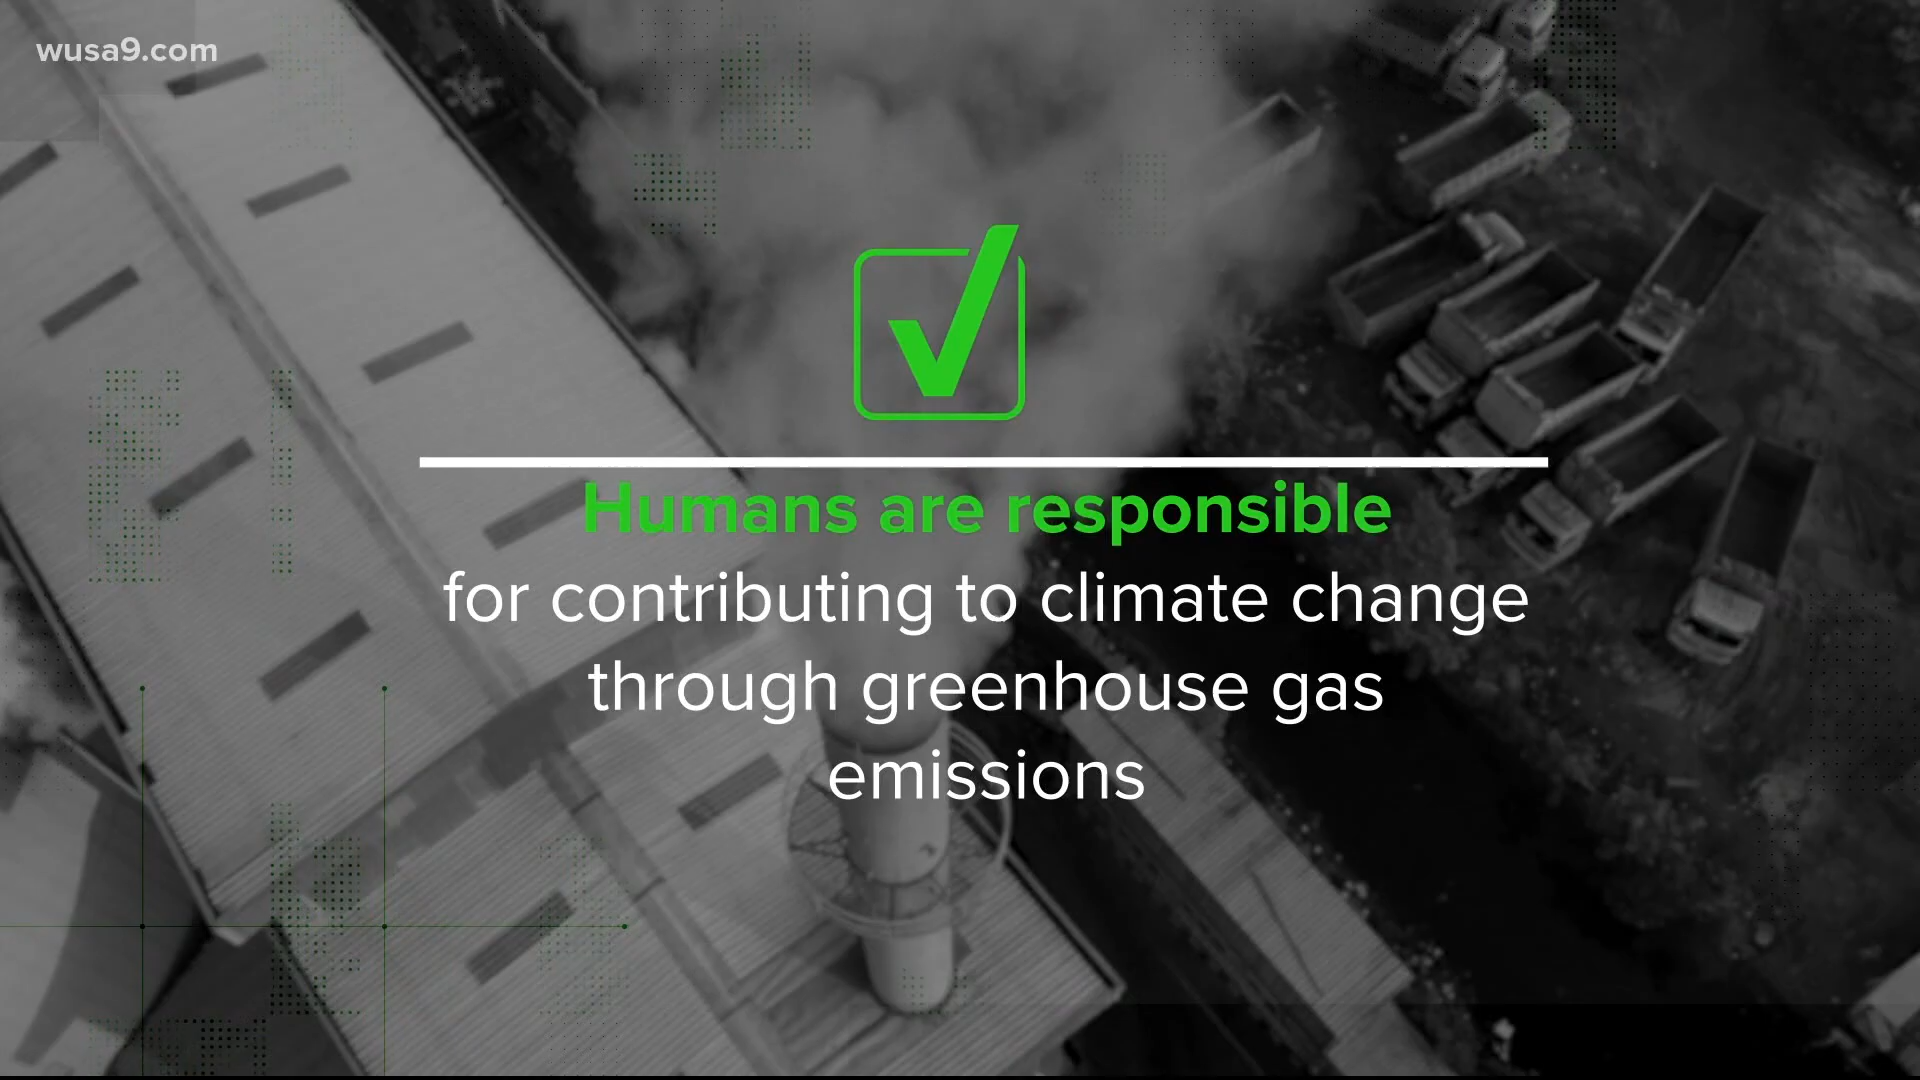 wusa9.com
Humans are responsible
for contributing to climate change
through greenhouse gas
emissions